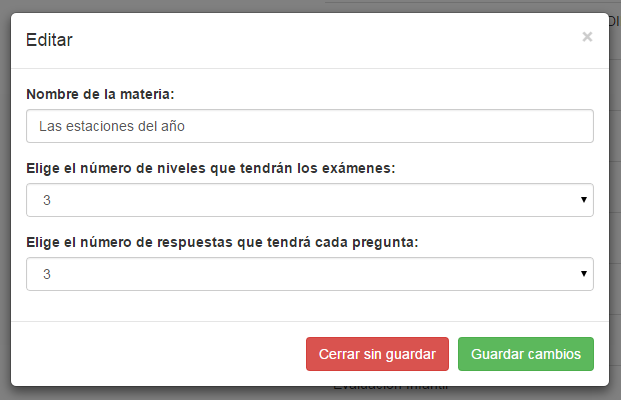 Editar
×
Nombre de la materia:
Las estaciones del año
Elige el número de niveles que tendrán los exámenes:
3
Elige el número de respuestas que tendrá cada pregunta:
3
Cerrar sin guardar
Guardar cambios